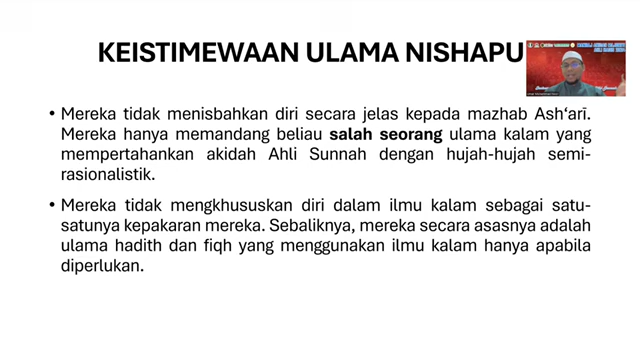 KEISTIMEWAAN ULAMA NISHAPU
• Mereka tidak menisbahkan diri secara jelas kepada mazhab Ash‘arī.
Mereka hanya memandang beliau salah seorang ulama kalam yang
mempertahankan akidah Ahli Sunnah dengan hujah-hujah semi-
rasionalistik.
• Mereka tidak mengkhususkan diri dalam ilmu kalam sebagai satu-
satunya kepakaran mereka. Sebaliknya, mereka secara asasnya adalah
ulama hadith dan fiqh yang menggunakan ilmu kalam hanya apabila
diperlukan.